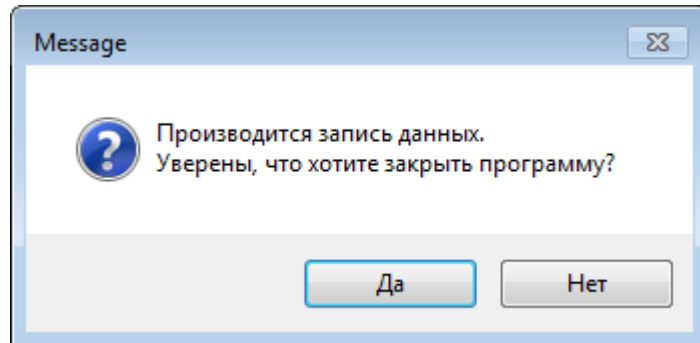 Message
Производится запись данных.
Уверены, что хотите закрыть программу?
Да
Нет